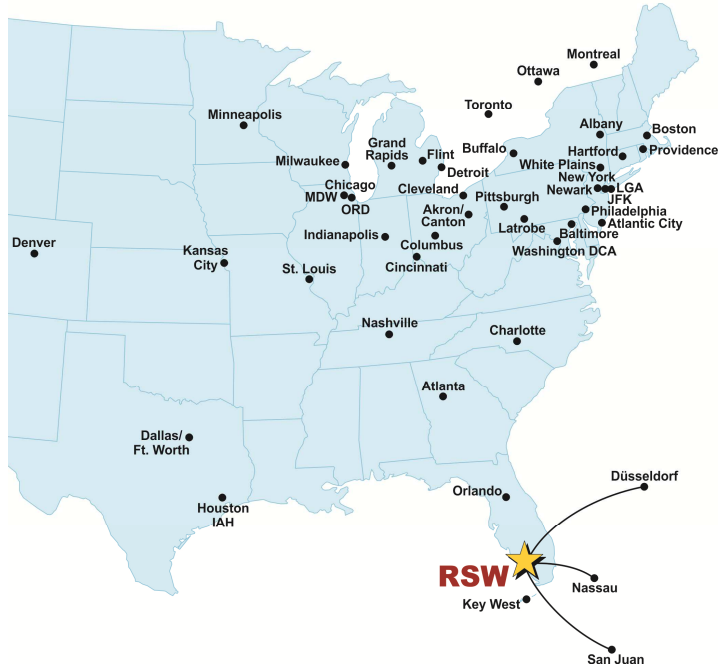 Montreal
Ottawa
Toronto
Minneapolis
Albany
Boston
Buffalo
Hartford
Providence
Grand
Rapids
Flint
Milwaukee
Detroit
White Plains
New York
Chicago
MDW
ORD
Cleveland
Pittsburgh
Newark
LGA
JFK
Akron/
Canton
Philadelphia
Atlantic City
Latrobe
Baltimore
Washington DCA
Indianapolis
Columbus
Cincinnati
Denver
Kansas
City
St. Louis
Nashville
Charlotte
Atlanta
Dallas/
Ft. Worth
Houston
IAH
Orlando
Düsseldorf
RSW
Nassau
Key West
San Juan